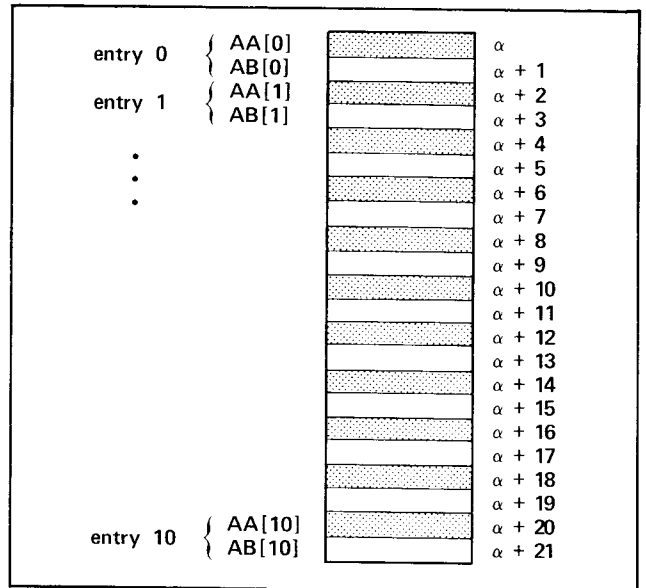 entry 0 { AA[0] α
AB[0] α + 1
entry 1 { AA[1] α + 2
AB[1] α + 3
α + 4
α + 5
α + 6
α + 7
α + 8
α + 9
α + 10
α + 11
α + 12
α + 13
α + 14
α + 15
α + 16
α + 17
α + 18
α + 19
entry 10 { AA[10] α + 20
AB[10] α + 21